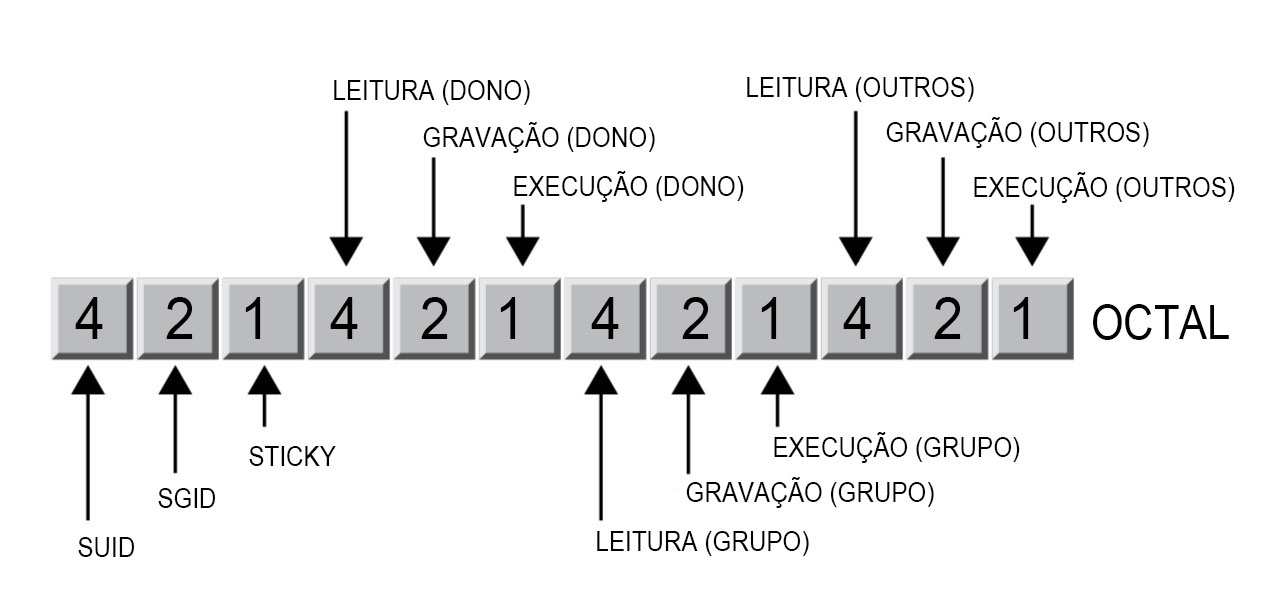 LEITURA (DONO)
GRAVAÇÃO (DONO)
EXECUÇÃO (DONO)
LEITURA (OUTROS)
GRAVAÇÃO (OUTROS)
EXECUÇÃO (OUTROS)
4 2 1 4 2 1 4 2 1 4 2 1 OCTAL
SUID
SGID
STICKY
LEITURA (GRUPO)
GRAVAÇÃO (GRUPO)
EXECUÇÃO (GRUPO)